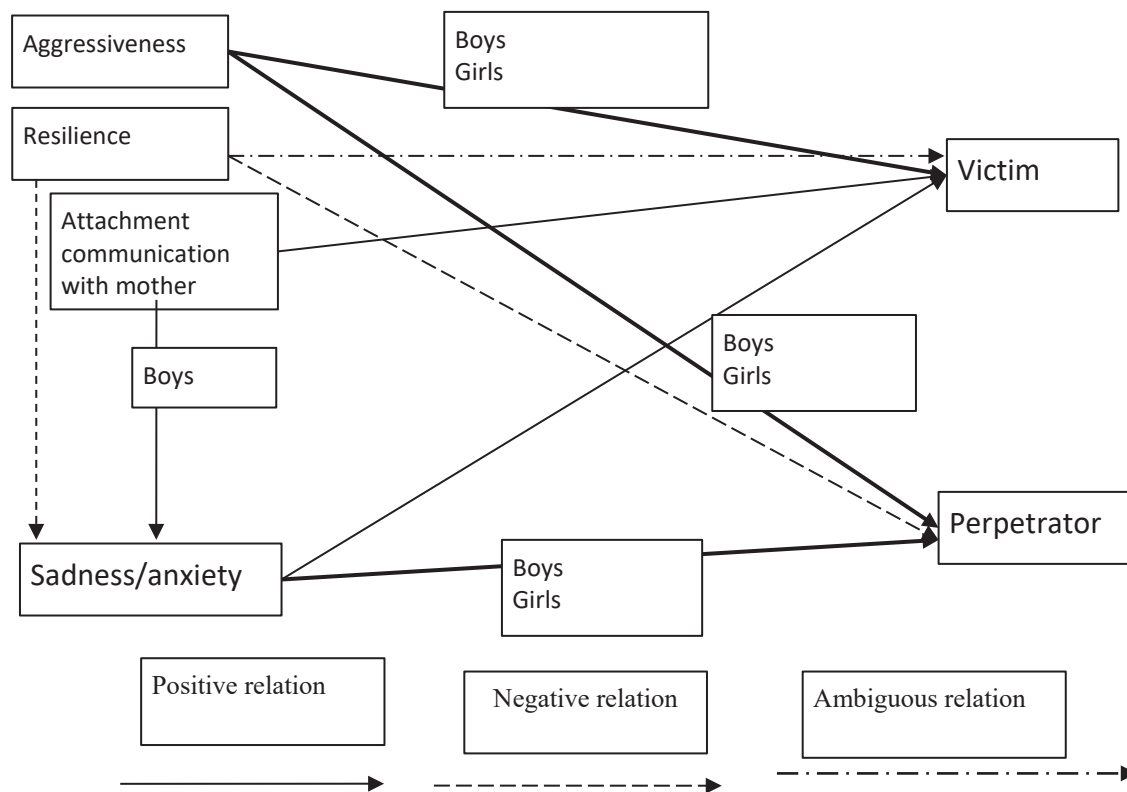 Aggressiveness
Boys
Girls
Resilience
Victim
Attachment
communication
with mother
Boys
Girls
Boys
Perpetrator
Sadness/anxiety
Boys
Girls
Positive relation
Negative relation
Ambiguous relation